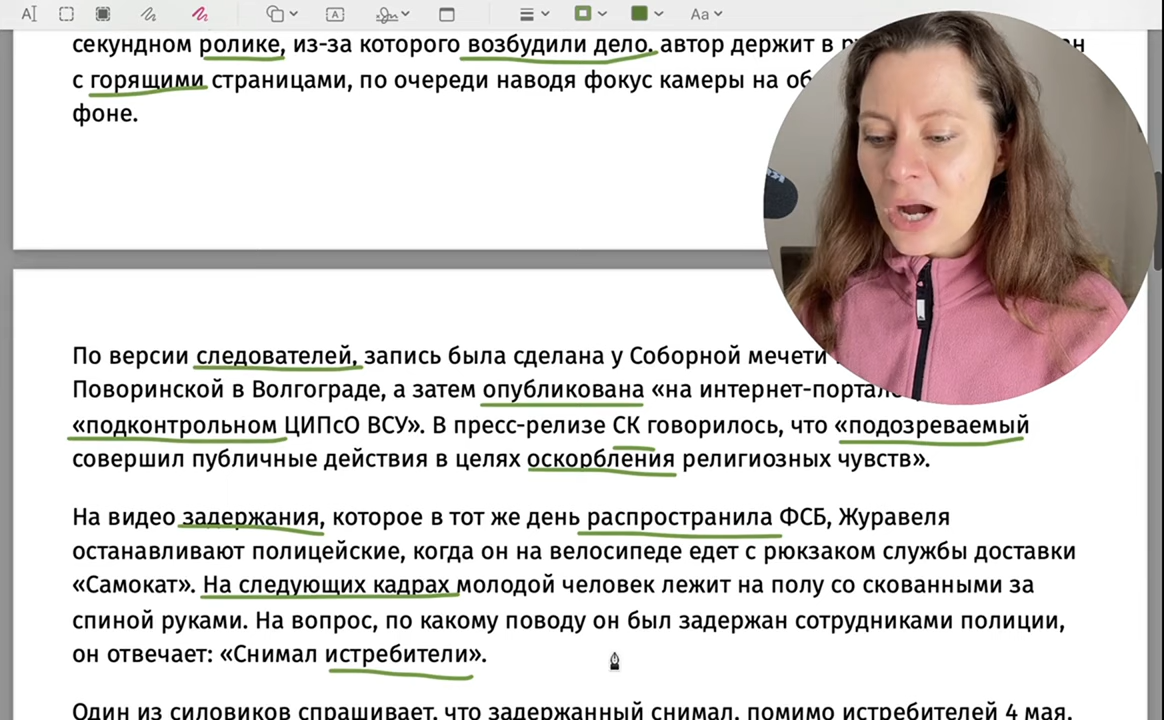 Aa
секундном ролике, из-за которого возбудили дело, автор держит в
с горящими страницами, по очереди наводя фокус камеры на
фоне.
По версии следователей, запись была сделана у Соборной мечети
Поворинской в Волгограде, а затем опубликована «на интернет-портале
«подконтрольном ЦИПсО ВСУ». В пресс-релизе СК говорилось, что «подозреваемый
совершил публичные действия в целях оскорбления религиозных чувств».
На видео задержания, которое в тот же день распространила ФСБ, Журавеля
останавливают полицейские, когда он на велосипеде едет с рюкзаком службы доставки
«Самокат». На следующих кадрах молодой человек лежит на полу со скованными за
спиной руками. На вопрос, по какому поводу он был задержан сотрудниками полиции,
он отвечает: «Снимал истребители».
Один из силовиков спрашивает, что задержанный снимал, помимо истребителей 4 мая,